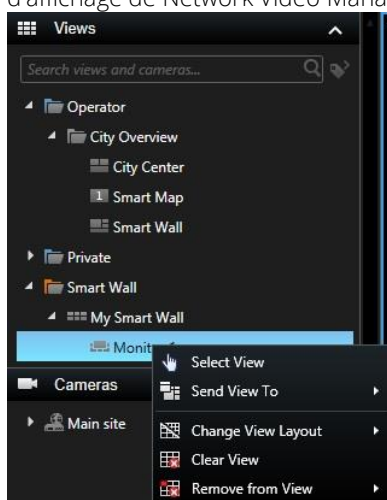 d'affichage de Network Video Mana
Views
Search views and cameras...
Operator
City Overview
City Center
1 Smart Map
Smart Wall
Private
Smart Wall
My Smart Wall
Select View
Cameras
Send View To
Main site
Change View Layout
Clear View
Remove from View